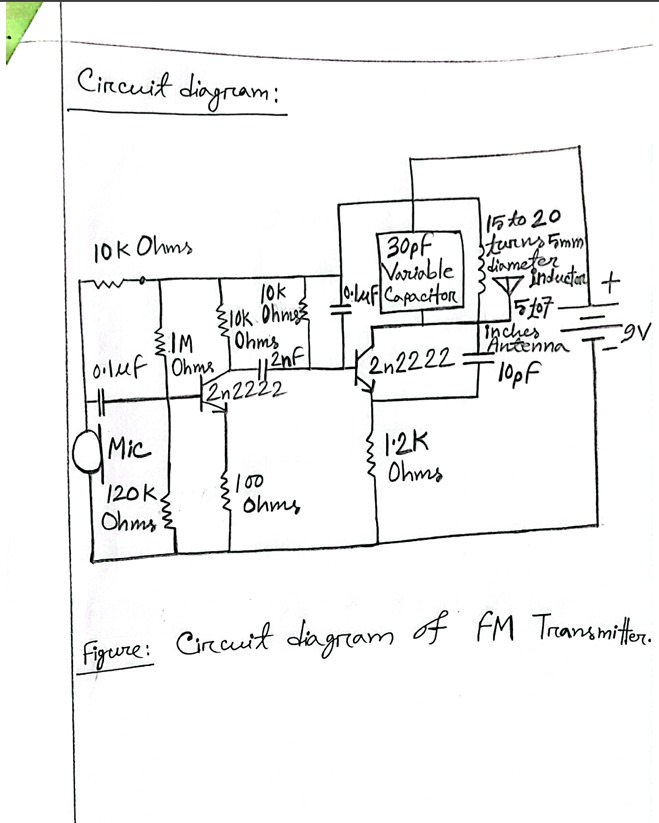 Circuit diagram:
10K Ohms
1M
Ohms
10K
Ohms
10K
Ohms
0.1uF
30pf
Variable
Capacitor
15 to 20
turns 5mm
diameter
Inductor
5 to 7
inches
Antenna
+
-
9V
0.1uF
2nF
2n2222
2n2222
10pF
Mic
120K
Ohms
100
Ohms
1.2K
Ohms
Figure: Circuit diagram of FM Transmitter.